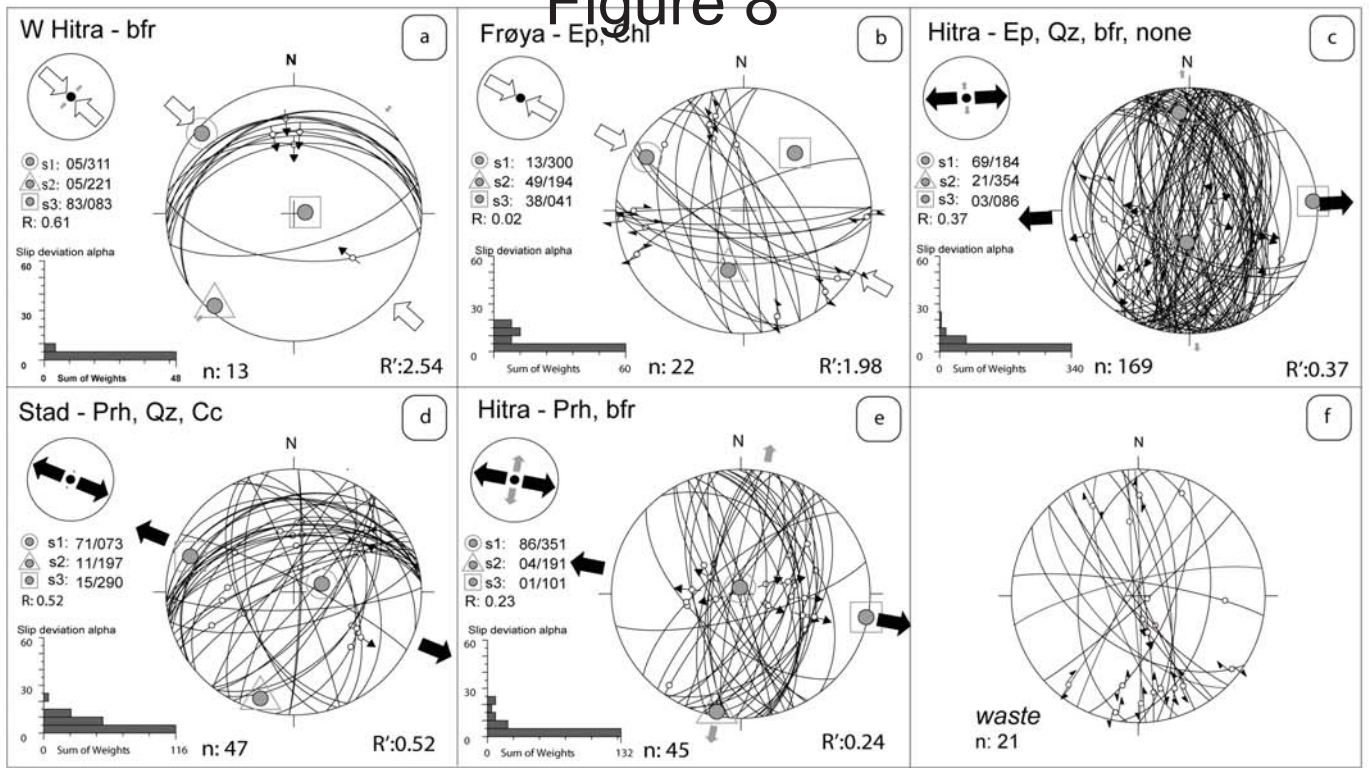 Figure 8
W Hitra - bfr
a
N
s1: 05/311
s2: 05/221
s3: 83/083
R: 0.61
Slip deviation alpha
60
30
0
0 Sum of Weights 48
n: 13
R':2.54
Frøya - Ep, Chl
b
N
s1: 13/300
s2: 49/194
s3: 38/041
R: 0.02
Slip deviation alpha
60
30
0
0 Sum of Weights 60
n: 22
R':1.98
Hitra - Ep, Qz, bfr, none
c
N
s1: 69/184
s2: 21/354
s3: 03/086
R: 0.37
Slip deviation alpha
60
30
0
0 Sum of Weights 340
n: 169
R':0.37
Stad - Prh, Qz, Cc
d
N
s1: 71/073
s2: 11/197
s3: 15/290
R: 0.52
Slip deviation alpha
60
30
0
0 Sum of Weights 116
n: 47
R':0.52
Hitra - Prh, bfr
e
N
s1: 86/351
s2: 04/191
s3: 01/101
R: 0.23
Slip deviation alpha
60
30
0
0 Sum of Weights 132
n: 45
R':0.24
f
N
waste
n: 21